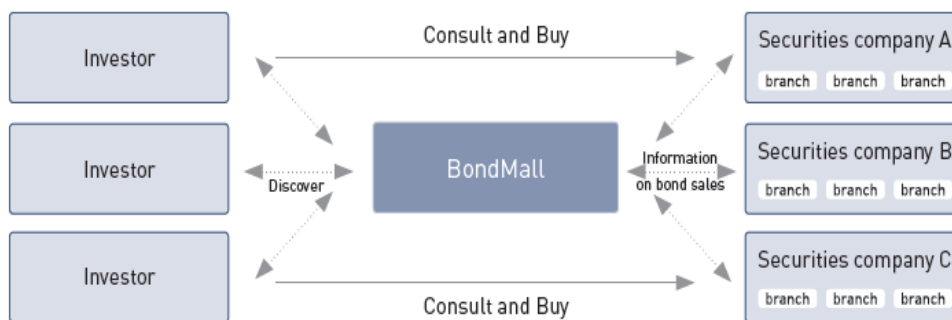 Consult and Buy
Investor
Securities company A
branch branch branch
Investor
Discover
BondMall
Information
on bond sales
Securities company B
branch branch branch
Investor
Securities company C
branch branch branch
Consult and Buy